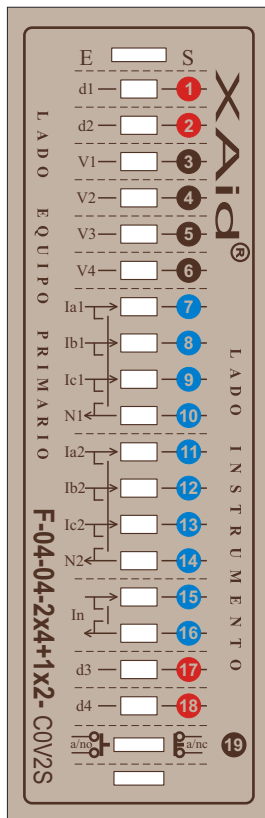 E S
d1 1
d2 2
V1 3
V2 4
V3 5
V4 6
Ia1 7
Ib1 8
Ic1 9
N1 10
Ia2 11
Ib2 12
Ic2 13
N2 14
In 15
16
d3 17
d4 18
a/no a/nc 19
LADO EQUIPO PRIMARIO
F-04-04-2x4+1x2- C0V2S
XAid®
LADO INSTRUMENTO